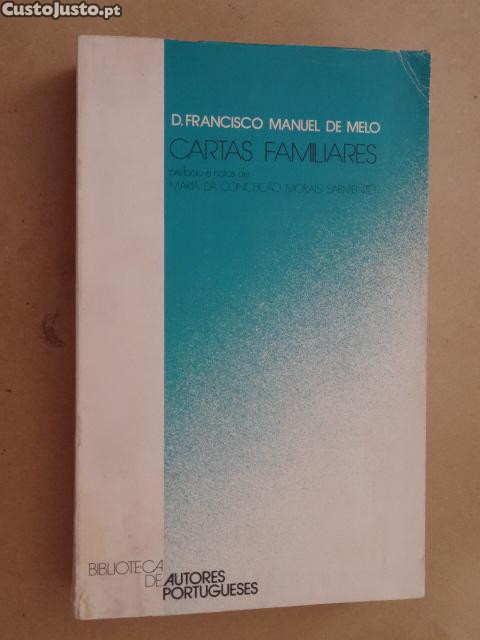 CustoJusto.pt
D. FRANCISCO MANUEL DE MELO
CARTAS FAMILIARES
prefácio e notas de
MARIA DA CONCEIÇÃO MORAIS SARMENTO
BIBLIOTECA
DE AUTORES
PORTUGUESES